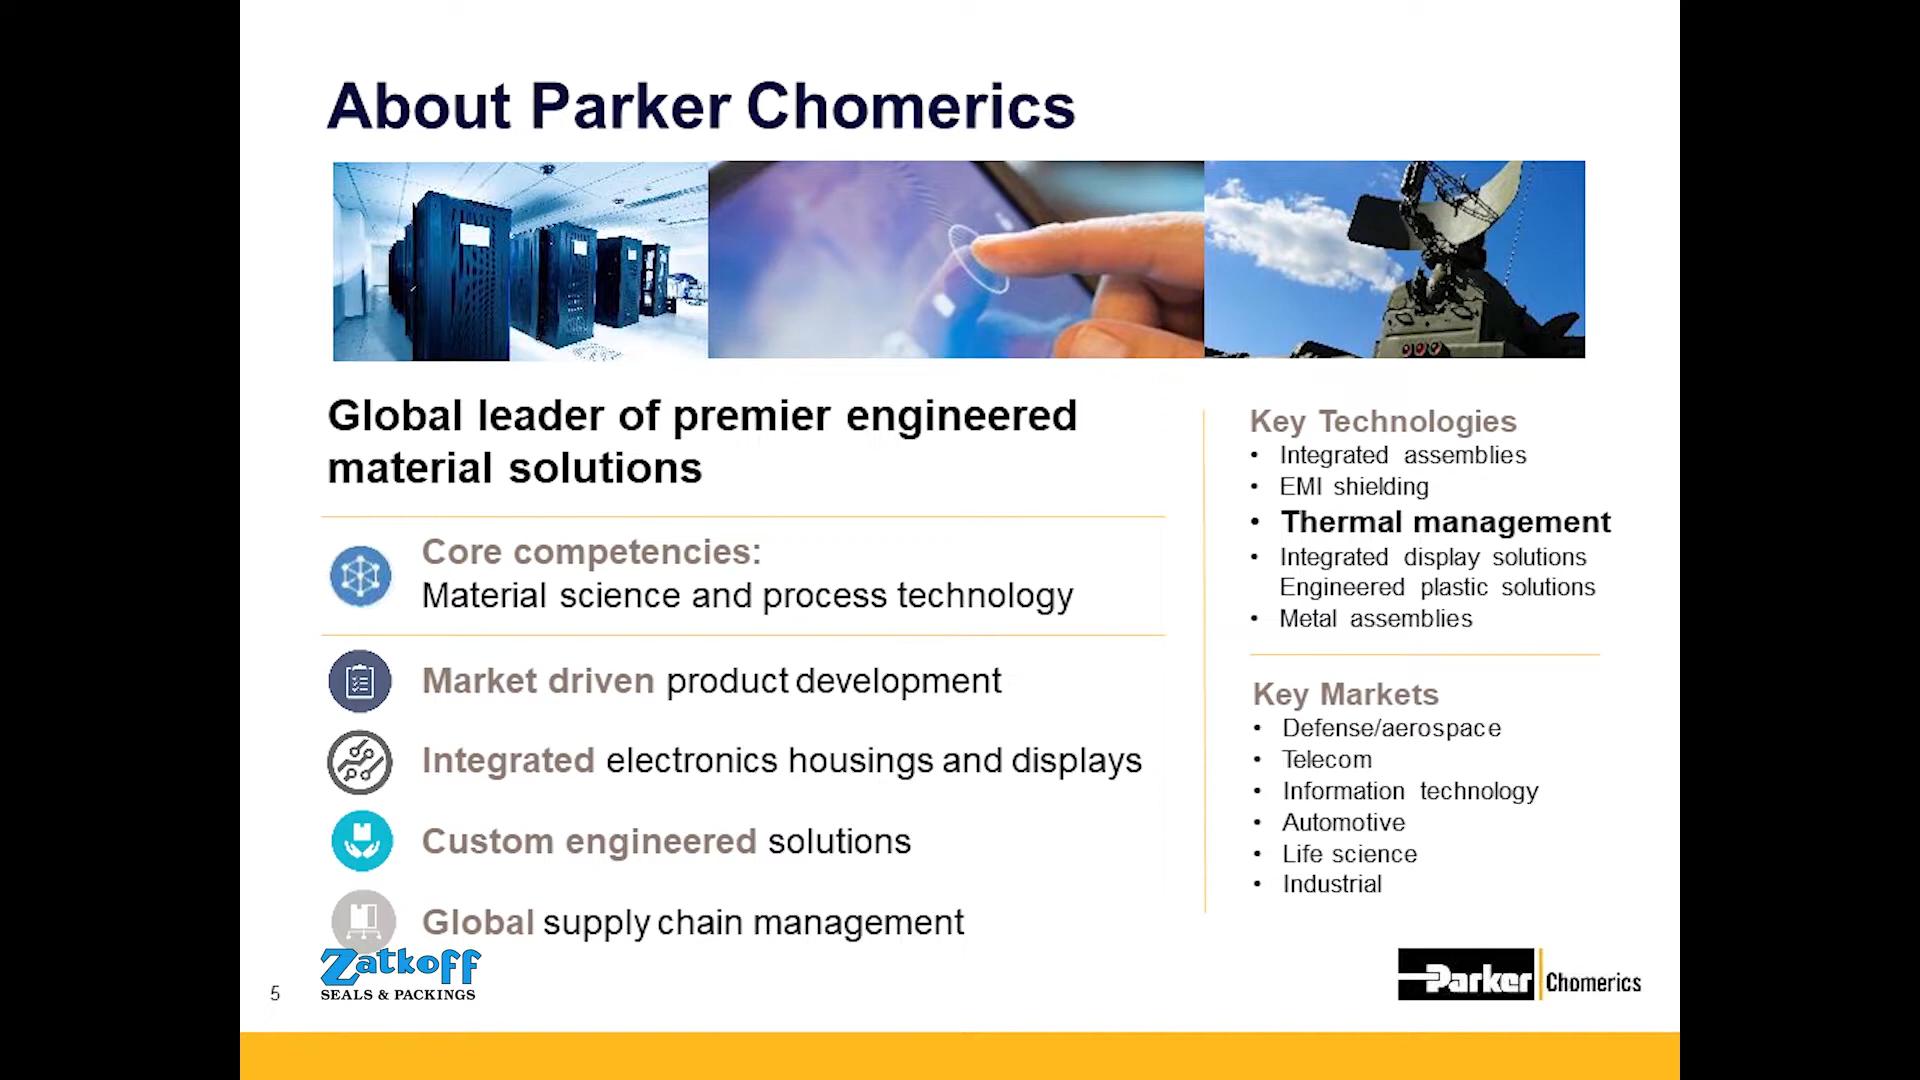 About Parker Chomerics
Global leader of premier engineered
material solutions
Core competencies:
Material science and process technology
Market driven product development
Integrated electronics housings and displays
Custom engineered solutions
Global supply chain management
Key Technologies
• Integrated assemblies
• EMI shielding
• Thermal management
• Integrated display solutions
Engineered plastic solutions
• Metal assemblies
Key Markets
• Defense/aerospace
• Telecom
• Information technology
• Automotive
• Life science
• Industrial
5
Zatkoff
SEALS & PACKINGS
Parker Chomerics